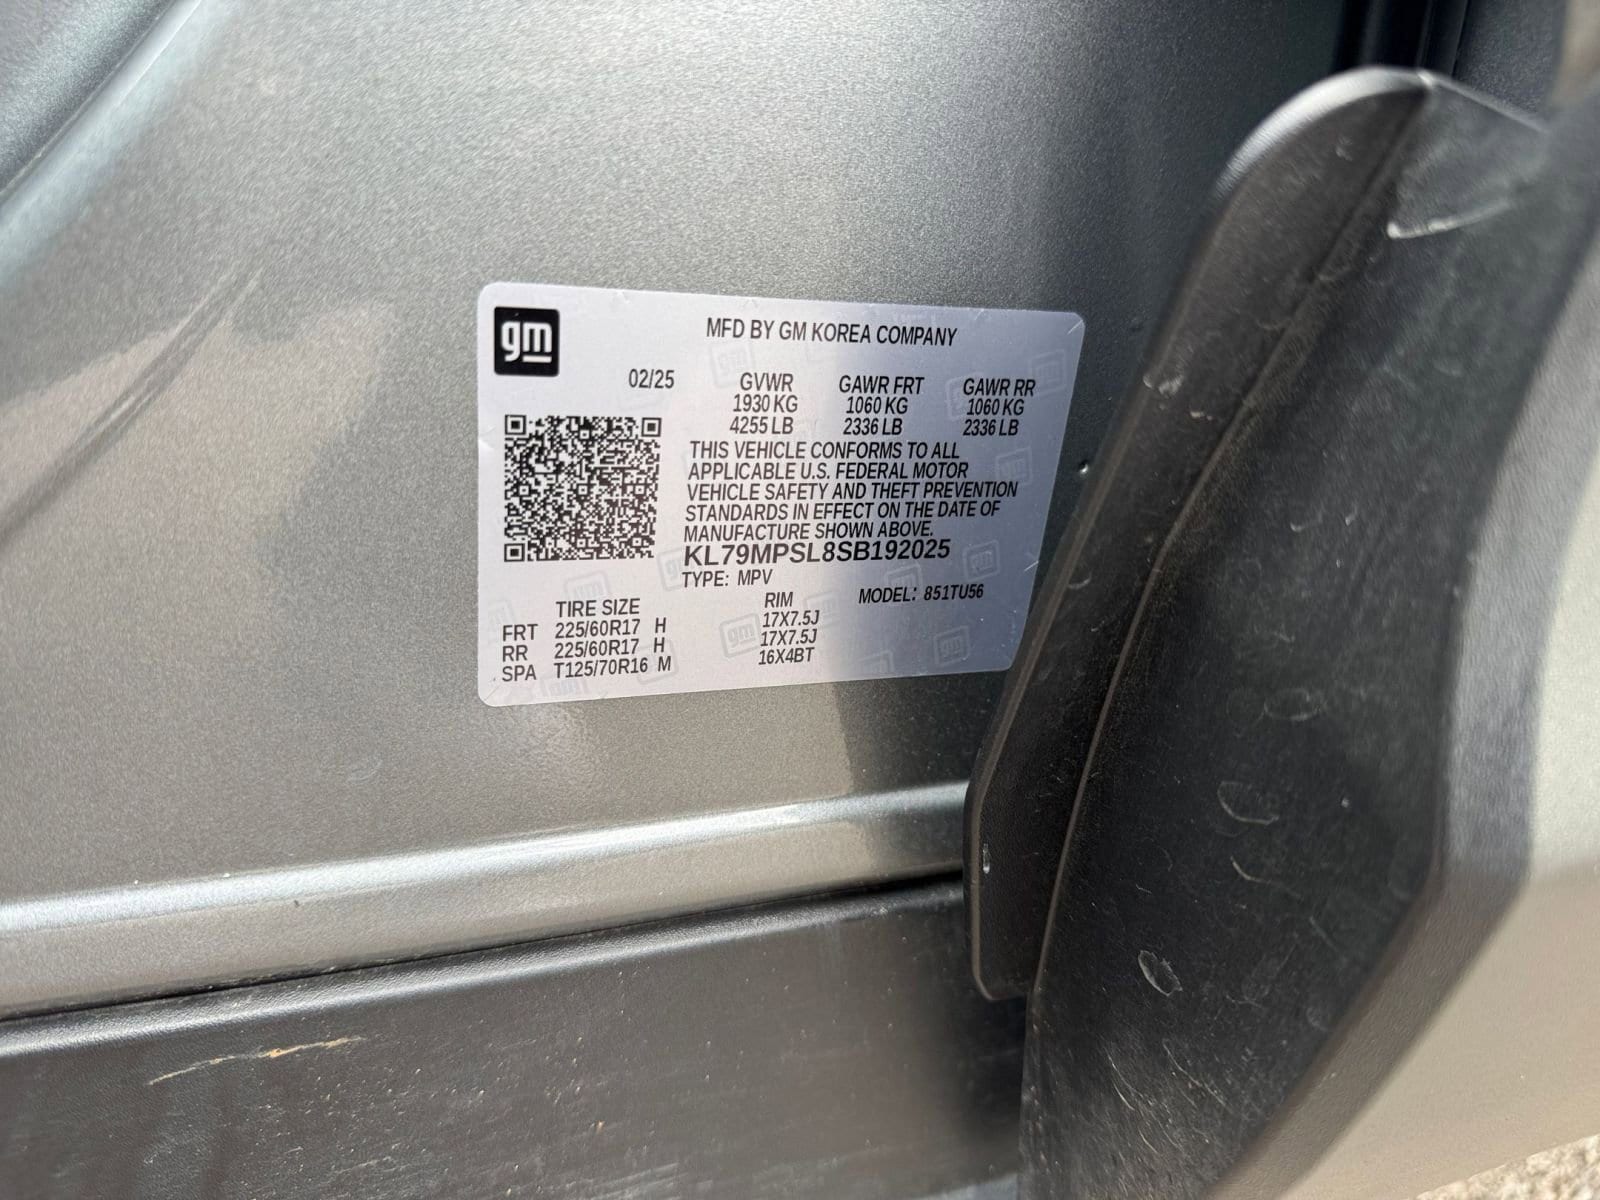 gm
MFD BY GM KOREA COMPANY
02/25 GVWR GAWR FRT GAWR RR
1930 KG 1060 KG 1060 KG
4255 LB 2336 LB 2336 LB
THIS VEHICLE CONFORMS TO ALL
APPLICABLE U.S. FEDERAL MOTOR
VEHICLE SAFETY AND THEFT PREVENTION
STANDARDS IN EFFECT ON THE DATE OF
MANUFACTURE SHOWN ABOVE.
KL79MPSL8SB192025
TYPE: MPV MODEL: 851TU56
TIRE SIZE RIM
FRT 225/60R17 H 17X7.5J
RR 225/60R17 H 17X7.5J
SPA T125/70R16 M 16X4BT